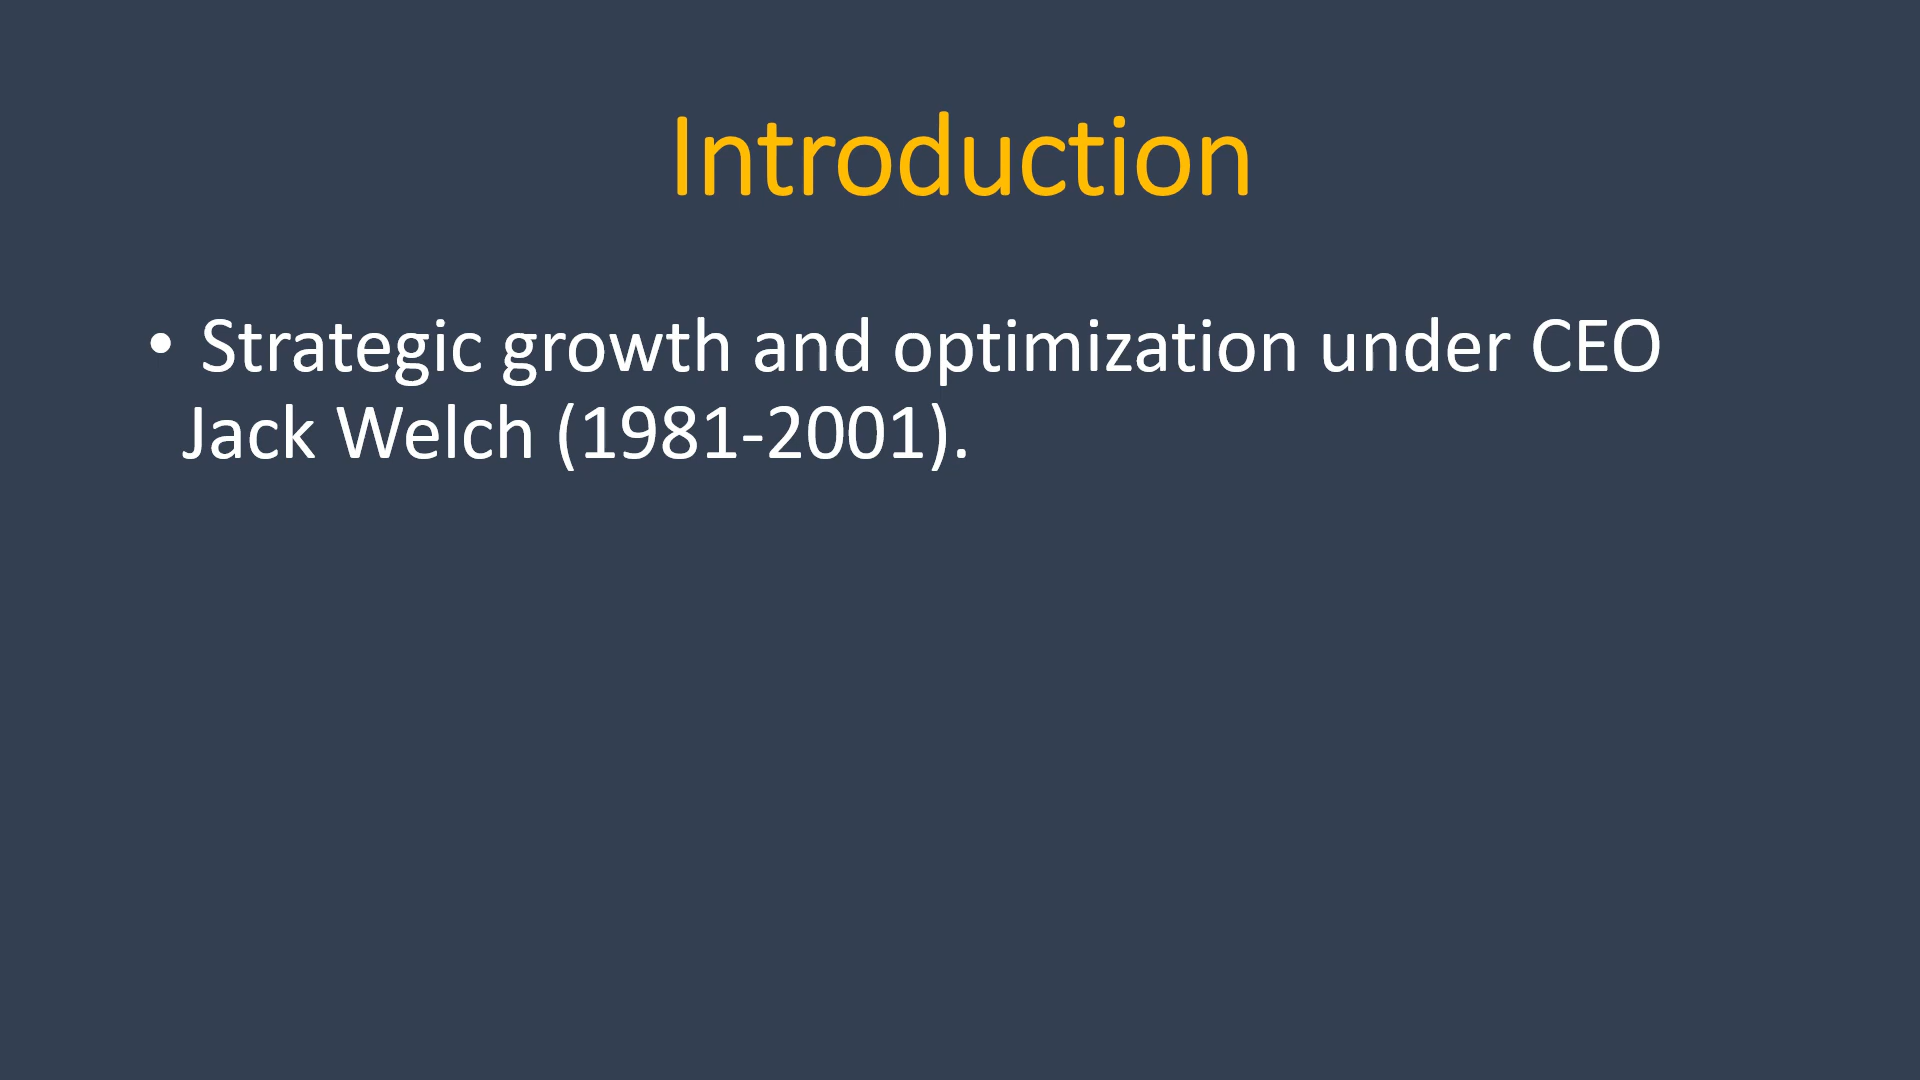 Introduction
• Strategic growth and optimization under CEO
Jack Welch (1981-2001).